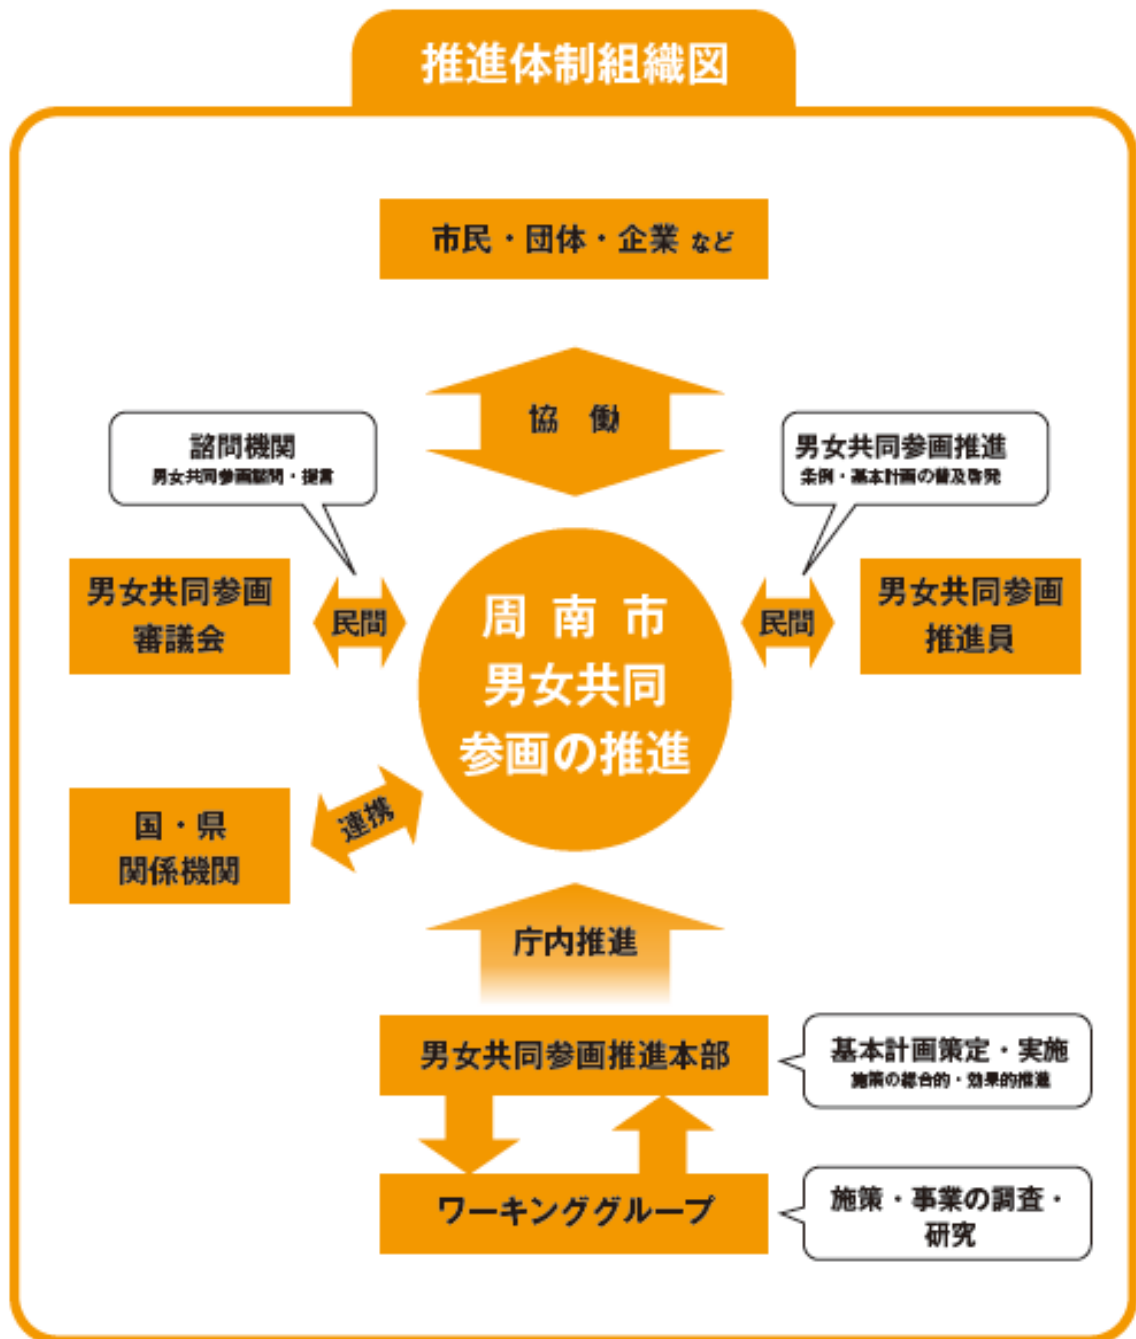 推進体制組織図
市民・団体・企業 など
協 働
諮問機関
男女共同参画諮問・提言
男女共同参画推進
条例・基本計画の普及啓発
男女共同参画
審議会
民間
周 南 市
男女共同
参画の推進
民間
男女共同参画
推進員
国・県
関係機関
連携
庁内推進
男女共同参画推進本部
基本計画策定・実施
施策の総合的・効果的推進
ワーキンググループ
施策・事業の調査・
研究